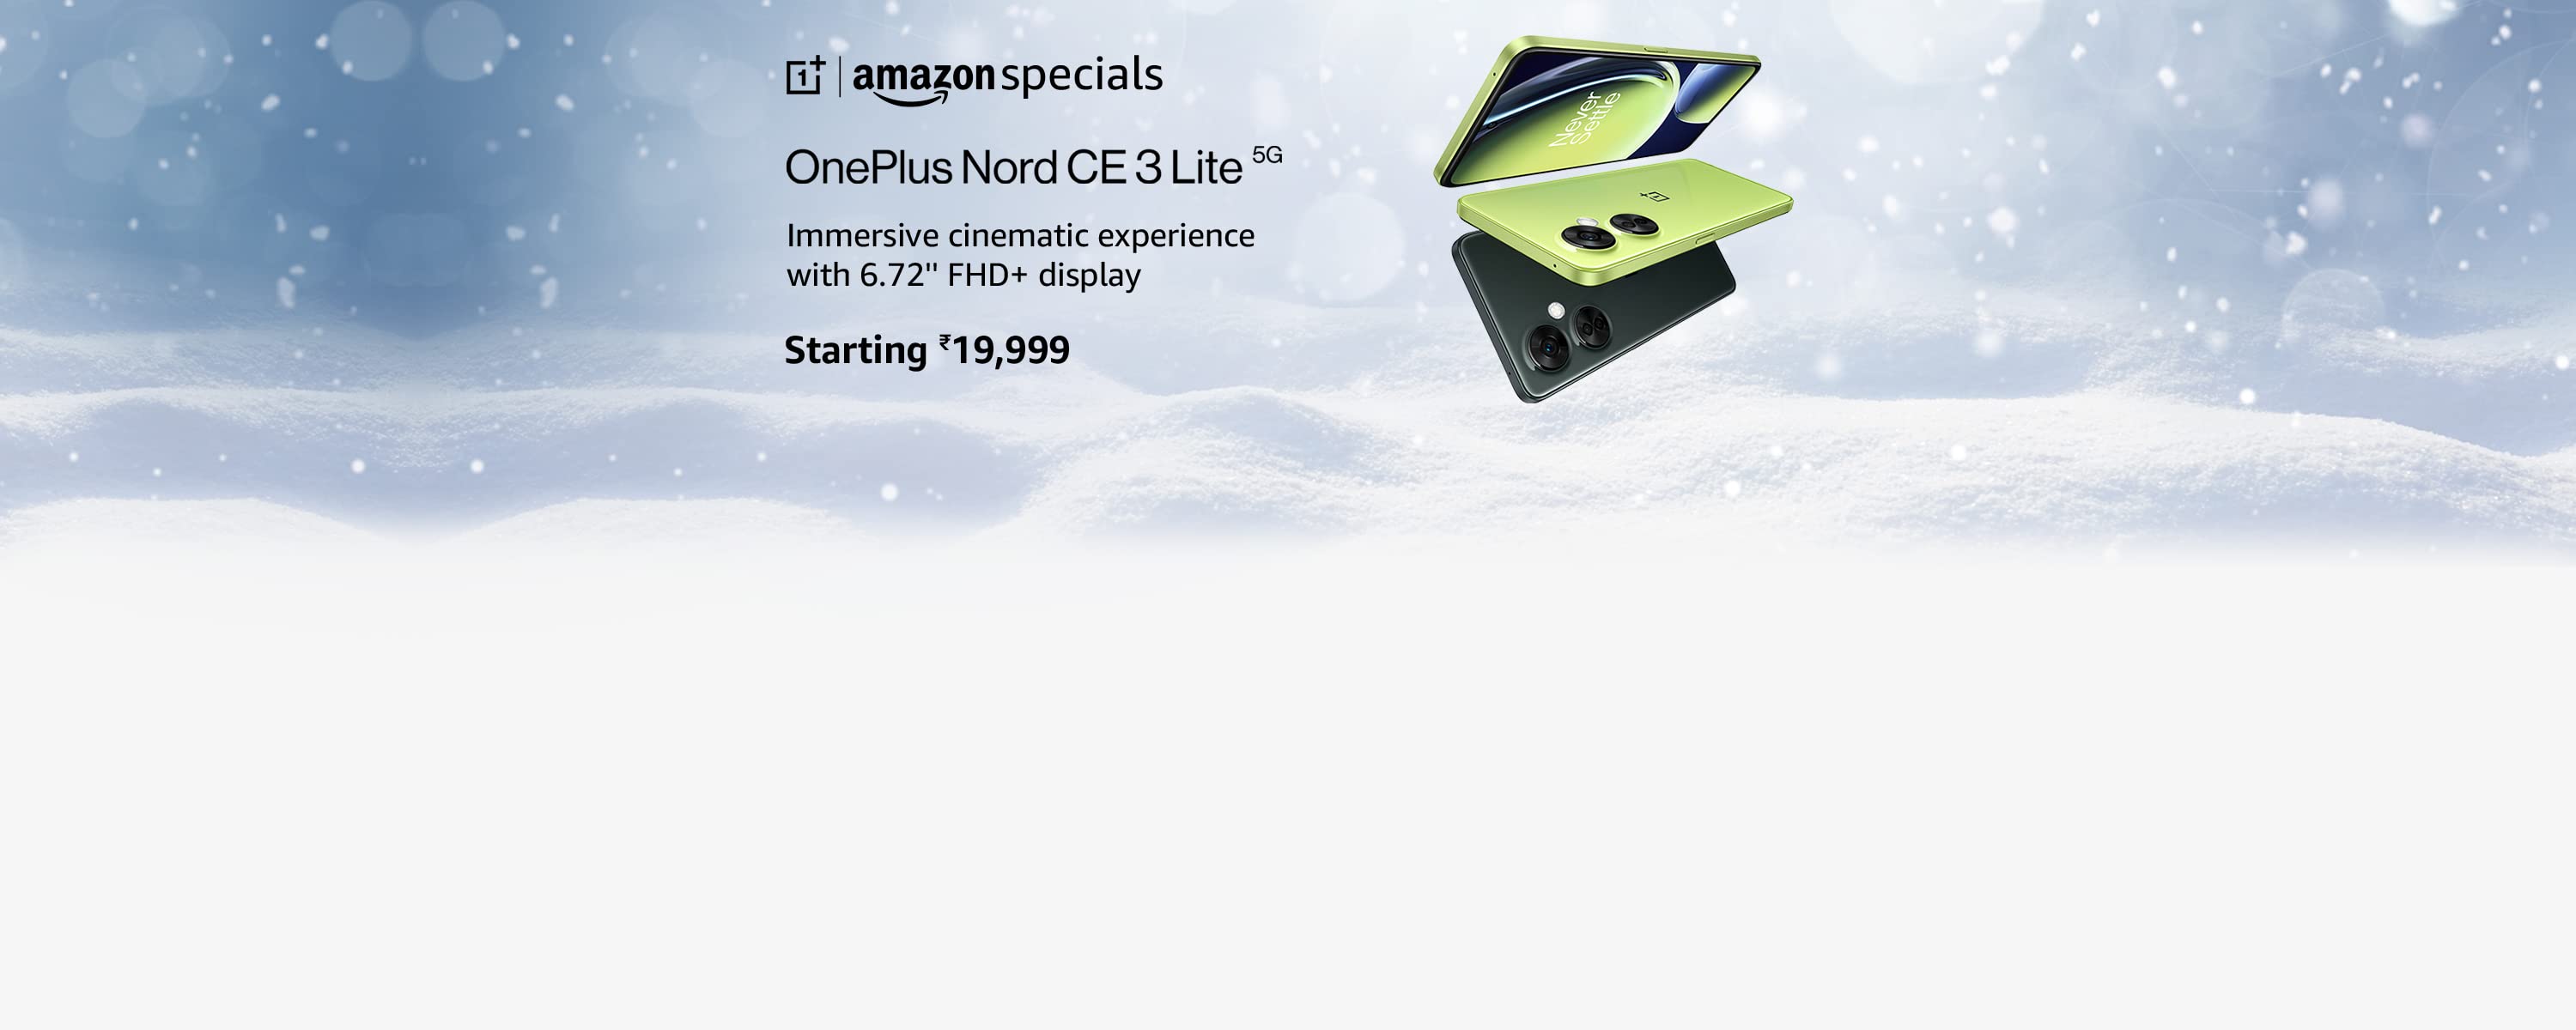 1+ | amazon specials
OnePlus Nord CE 3 Lite 5G
Immersive cinematic experience
with 6.72" FHD+ display
Starting ₹19,999
Never
Settle